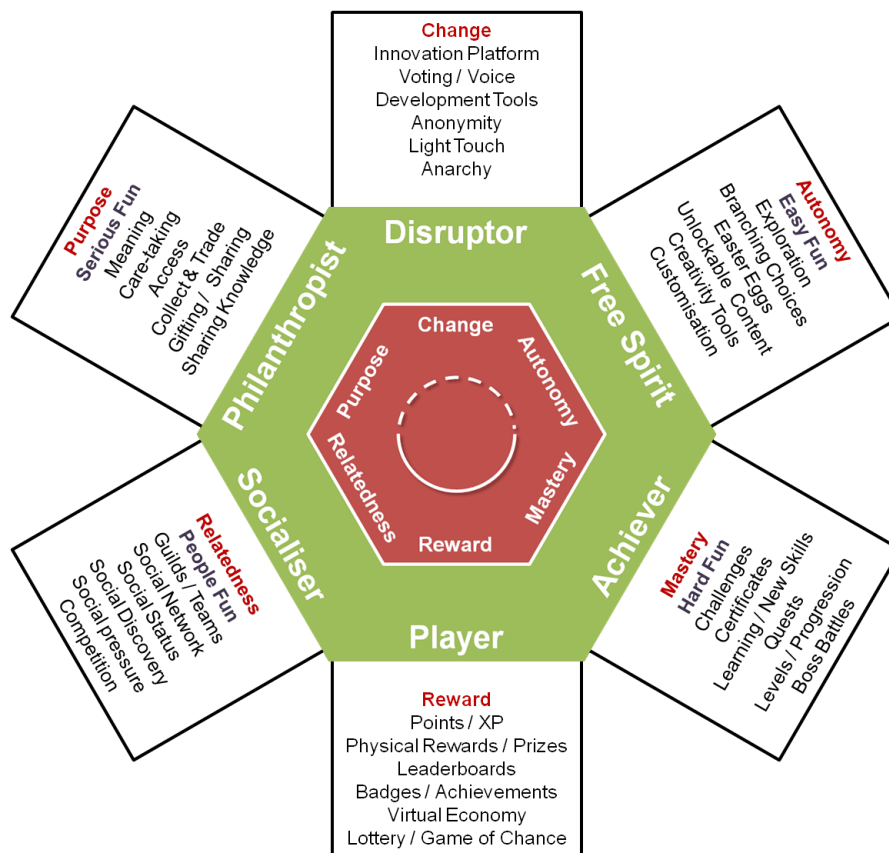 Change
Innovation Platform
Voting / Voice
Development Tools
Anonymity
Light Touch
Anarchy
Purpose
Serious Fun
Meaning
Care-taking
Access
Collect & Trade
Gifting / Sharing
Sharing Knowledge
Autonomy
Easy Fun
Exploration
Branching Choices
Easter Eggs
Unlockable Content
Creativity Tools
Customisation
Disruptor
Philanthropist
Free Spirit
Socialiser
Achiever
Player
Change
Purpose
Autonomy
Relatedness
Mastery
Reward
Relatedness
People Fun
Guilds / Teams
Social Network
Social Status
Social Discovery
Social pressure
Competition
Mastery
Hard Fun
Challenges
Certificates
Learning / New Skills
Quests
Levels / Progression
Boss Battles
Reward
Points / XP
Physical Rewards / Prizes
Leaderboards
Badges / Achievements
Virtual Economy
Lottery / Game of Chance